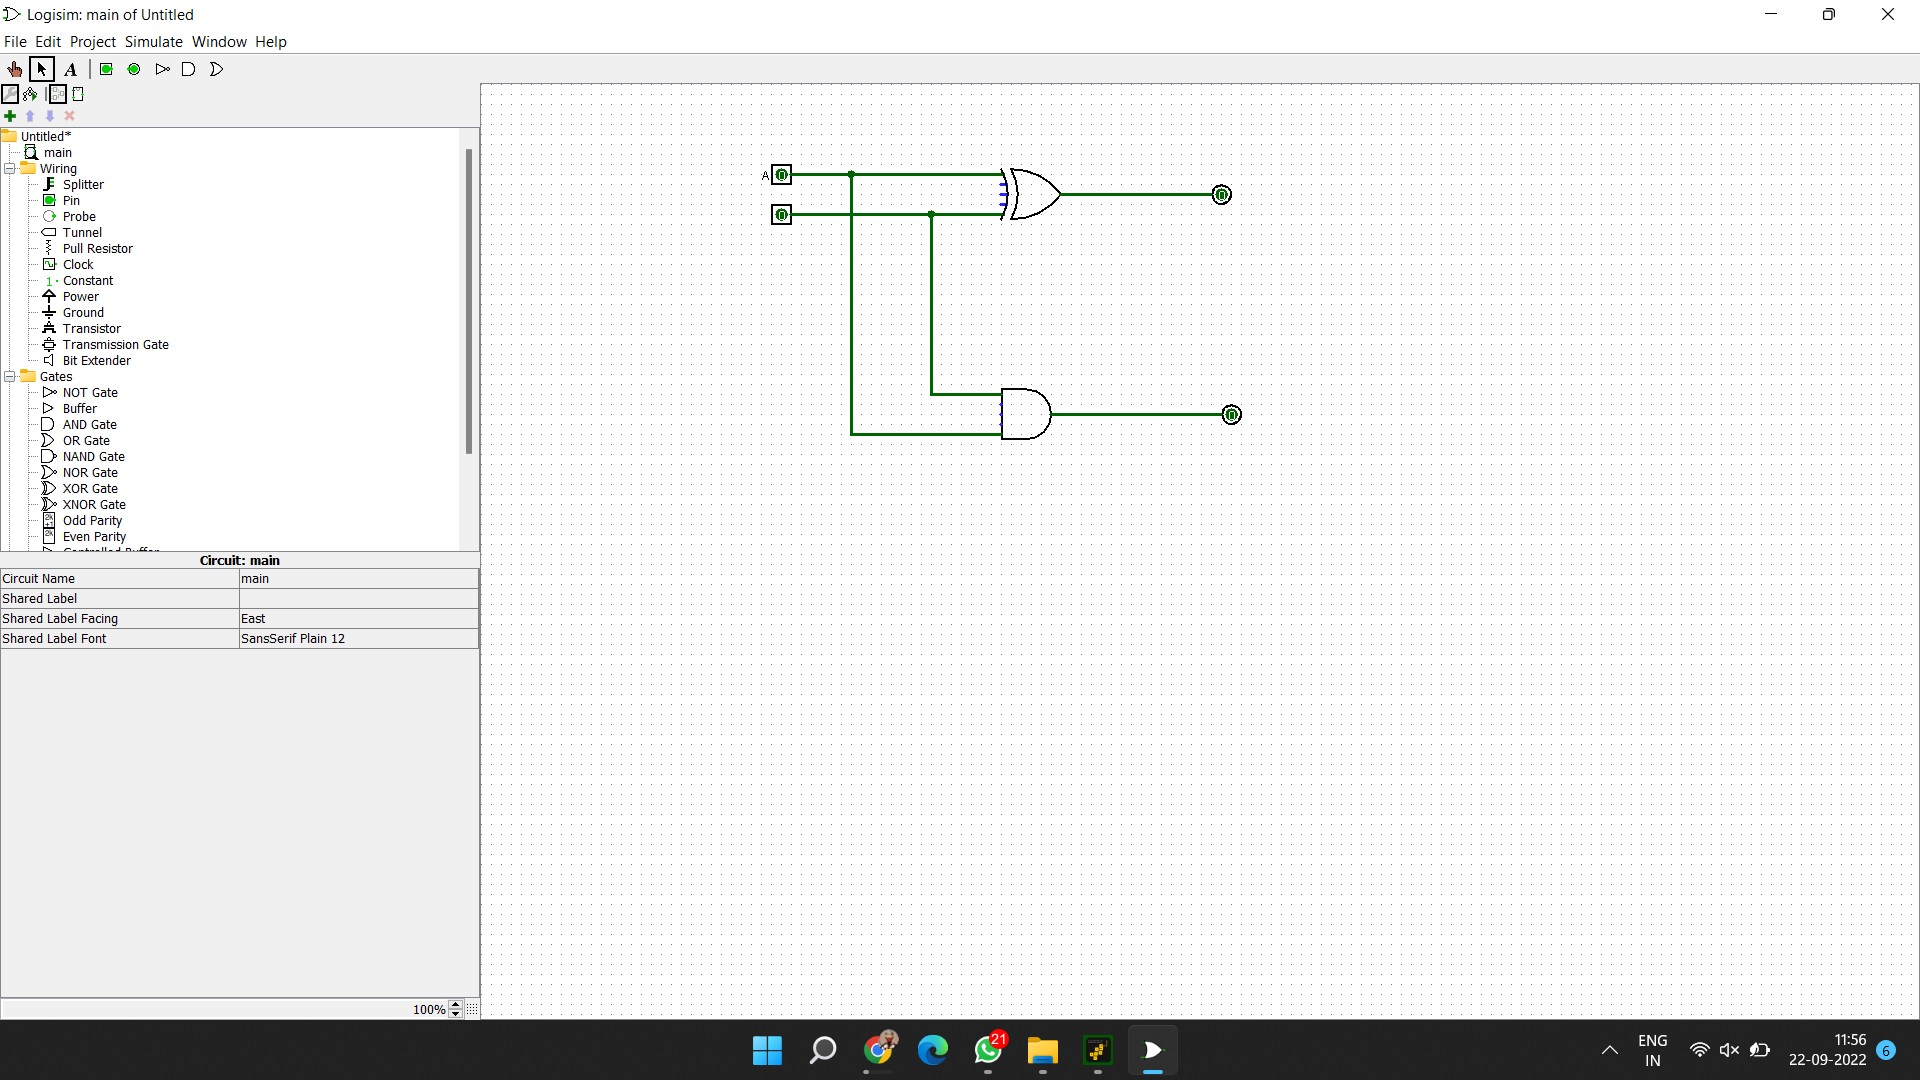 Logisim: main of Untitled
File Edit Project Simulate Window Help
A
Untitled*
main
Wiring
Splitter
Pin
Probe
Tunnel
Pull Resistor
Clock
1 Constant
Power
Ground
Transistor
Transmission Gate
Bit Extender
Gates
NOT Gate
Buffer
AND Gate
OR Gate
NAND Gate
NOR Gate
XOR Gate
XNOR Gate
Odd Parity
Even Parity
Controlled Buffer
A 0
0
0
0
Circuit: main
Circuit Name main
Shared Label
Shared Label Facing East
Shared Label Font SansSerif Plain 12
100%
21
ENG
IN
11:56
22-09-2022
6